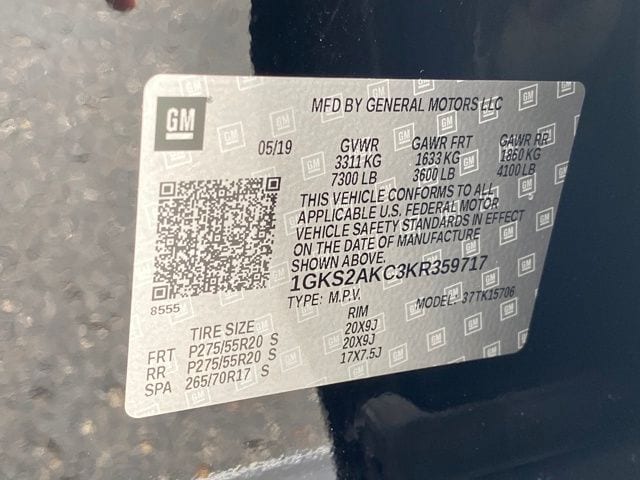 GM
MFD BY GENERAL MOTORS LLC
05/19 GVWR GAWR FRT GAWR RR
3311 KG 1633 KG 1860 KG
7300 LB 3600 LB 4100 LB
THIS VEHICLE CONFORMS TO ALL
APPLICABLE U.S. FEDERAL MOTOR
VEHICLE SAFETY STANDARDS IN EFFECT
ON THE DATE OF MANUFACTURE
SHOWN ABOVE.
1GKS2AKC3KR359717
8555 TYPE: M.P.V. MODEL: 37TK15706
TIRE SIZE RIM
FRT P275/55R20 S 20X9J
RR P275/55R20 S 20X9J
SPA 265/70R17 S 17X7.5J